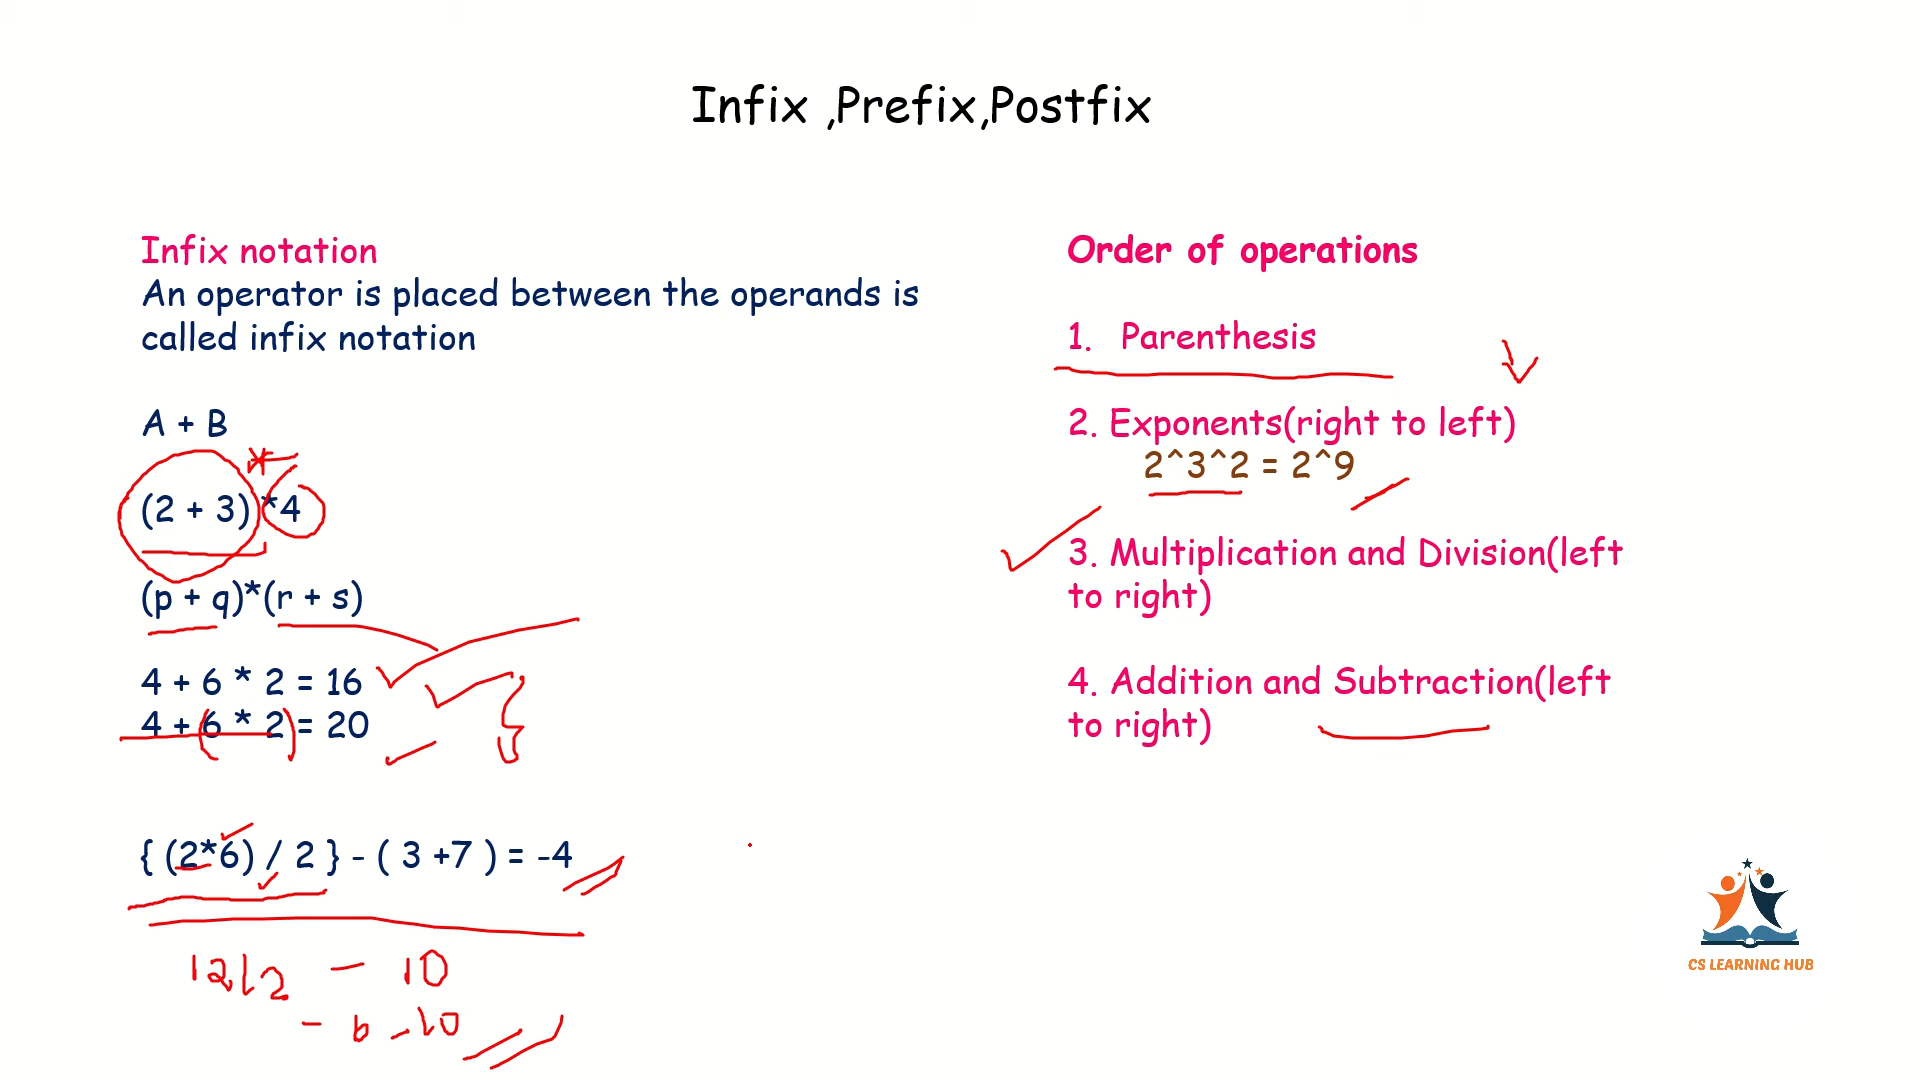 Infix ,Prefix,Postfix
Infix notation
An operator is placed between the operands is
called infix notation
A + B
*
(2 + 3) *4
(p + q)*(r + s)
4 + 6 * 2 = 16
4 + 6 * 2 = 20
{ (2*6) / 2 } - ( 3 +7 ) = -4
12/2 - 10
- 6 - 10
Order of operations
1. Parenthesis
2. Exponents(right to left)
2^3^2 = 2^9
3. Multiplication and Division(left
to right)
4. Addition and Subtraction(left
to right)
CS LEARNING HUB